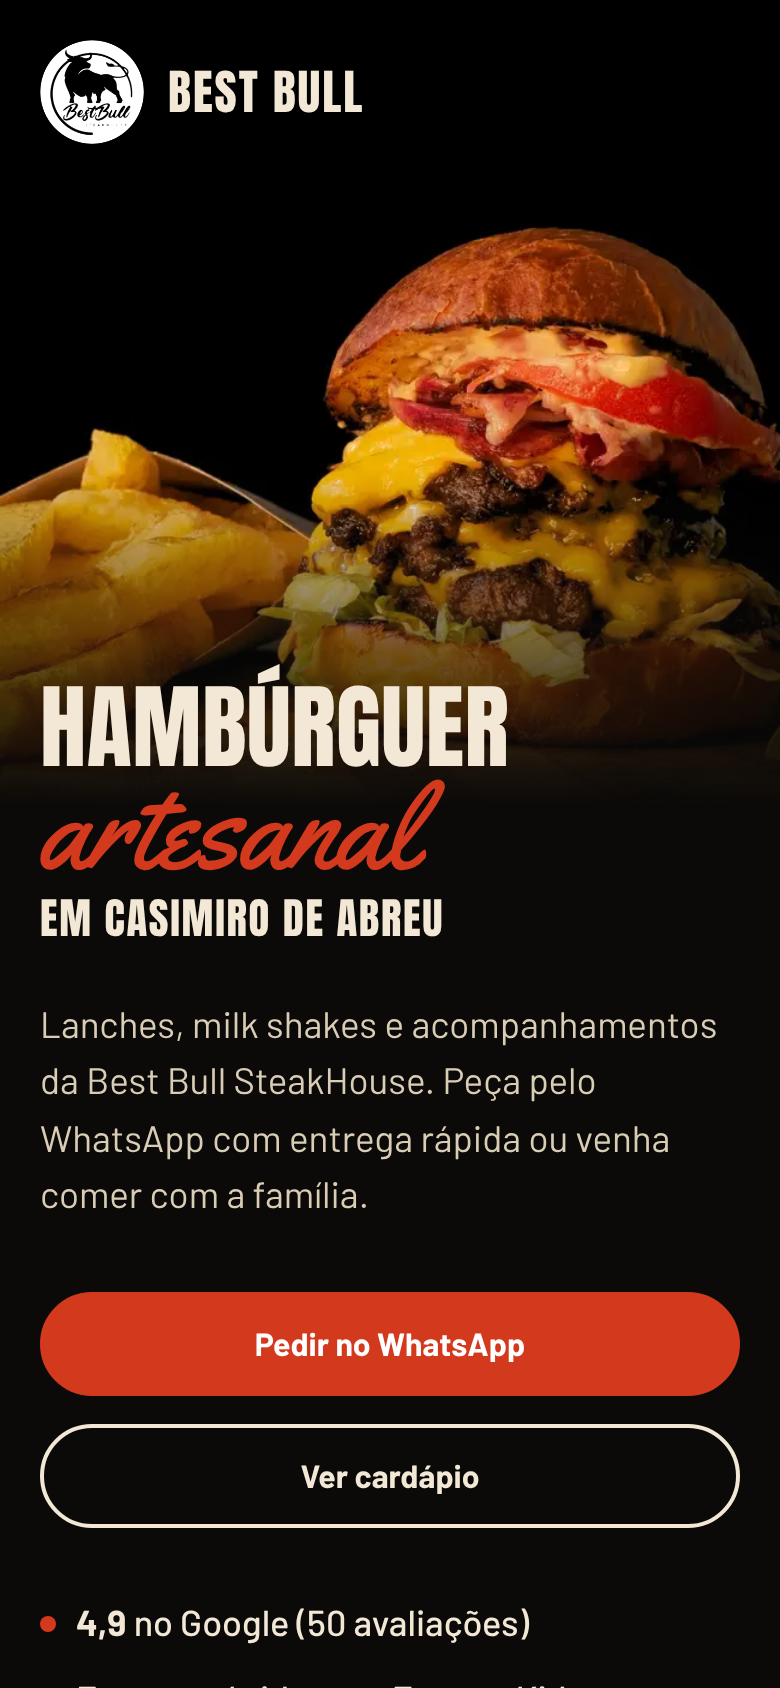 BestBull
BEST BULL
HAMBÚRGUER
artesanal
EM CASIMIRO DE ABREU
Lanches, milk shakes e acompanhamentos
da Best Bull SteakHouse. Peça pelo
WhatsApp com entrega rápida ou venha
comer com a família.
Pedir no WhatsApp
Ver cardápio
4,9 no Google (50 avaliações)